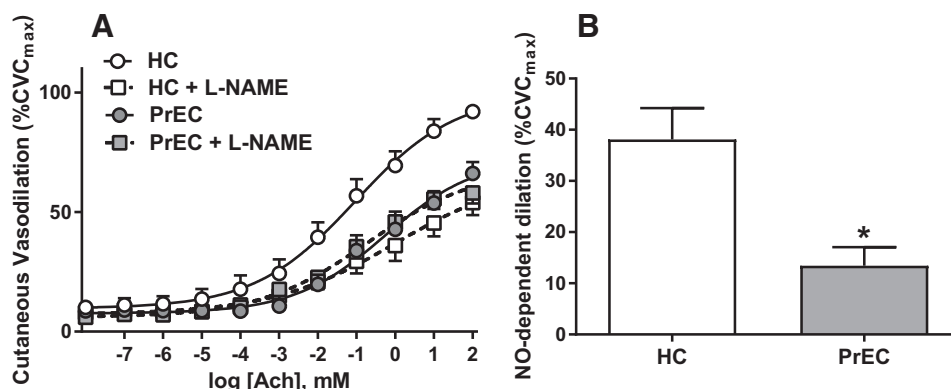 A
Cutaneous Vasodilation (%CVCmax)
HC
HC + L-NAME
PrEC
PrEC + L-NAME
100
50
0
-7 -6 -5 -4 -3 -2 -1 0 1 2
log [Ach], mM
B
NO-dependent dilation (%CVCmax)
50
40
30
20
10
0
*
HC PrEC